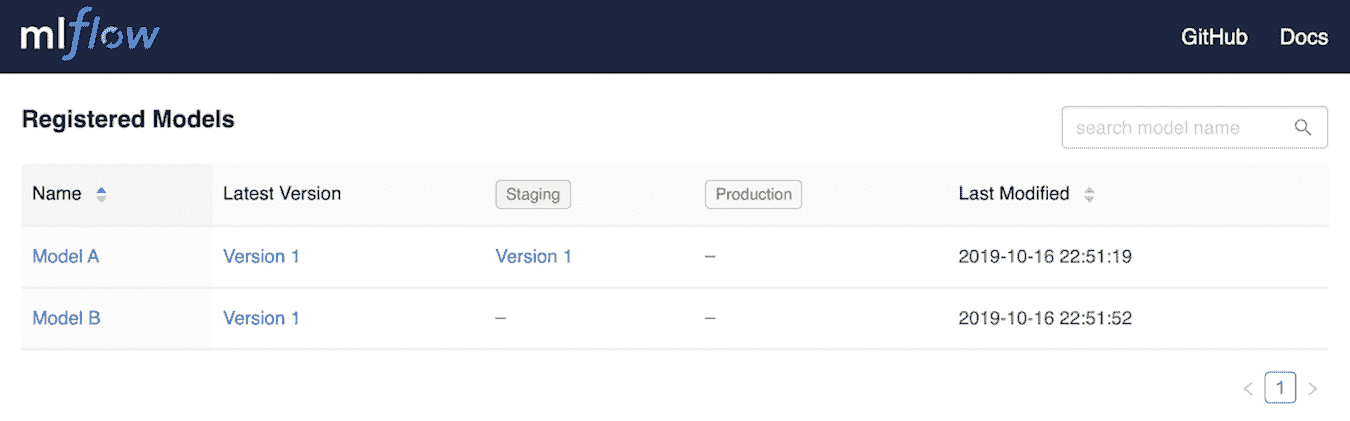 mlflow GitHub Docs
Registered Models search model name
Name Latest Version Staging Production Last Modified
Model A Version 1 Version 1 – 2019-10-16 22:51:19
Model B Version 1 – – 2019-10-16 22:51:52
< 1 >